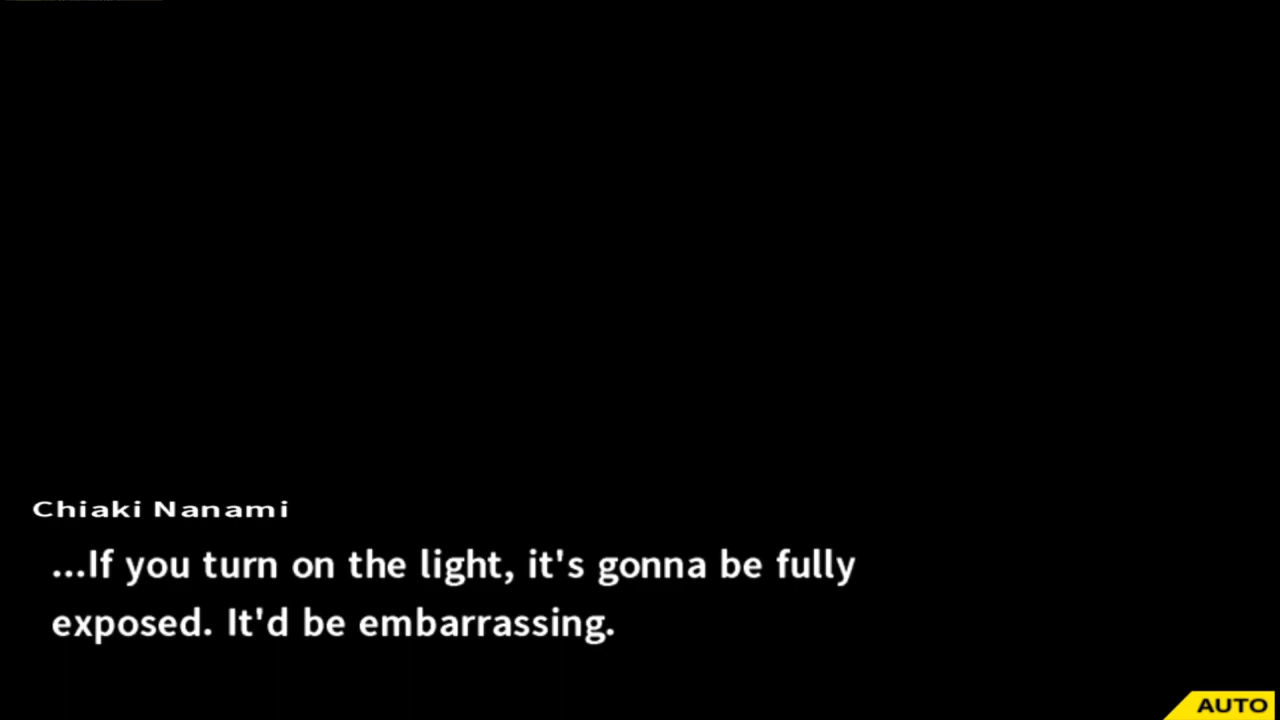 Chiaki Nanami
...If you turn on the light, it's gonna be fully
exposed. It'd be embarrassing.
AUTO